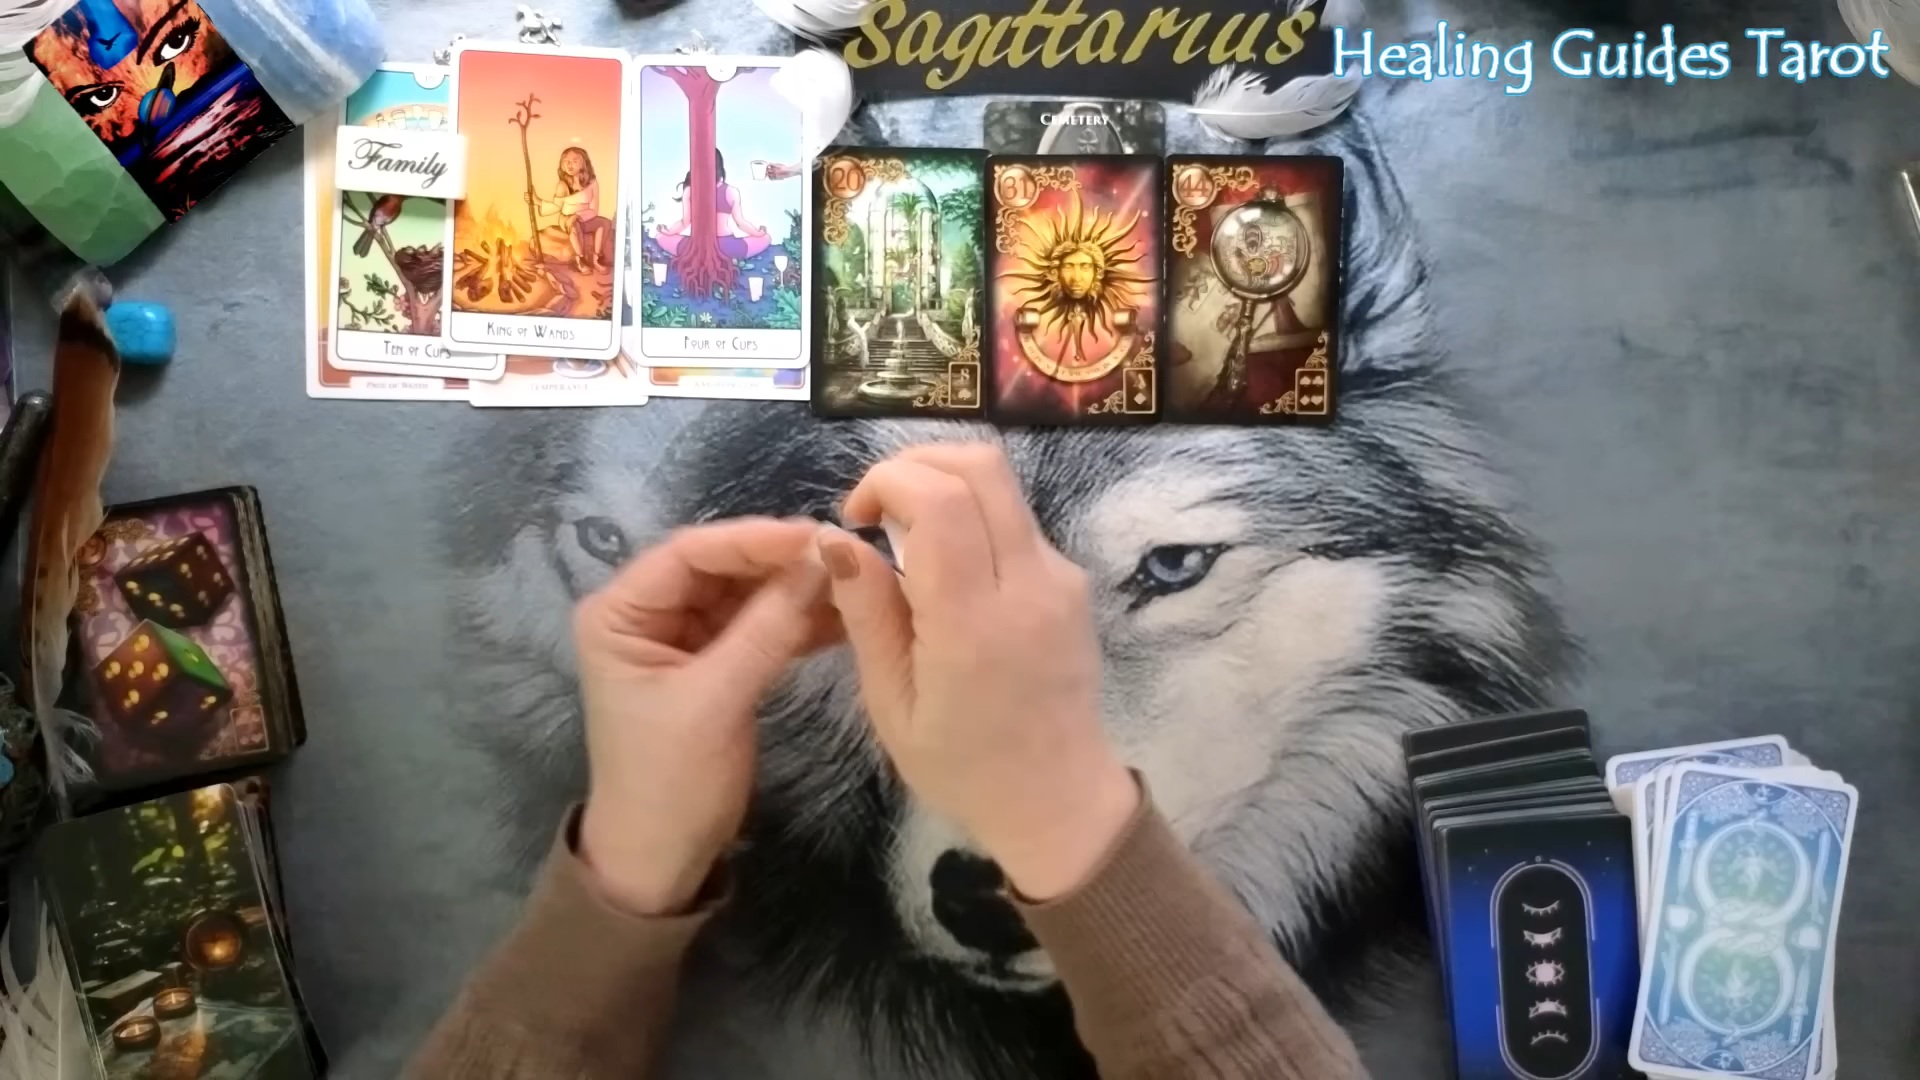 Sagittarius
Healing Guides Tarot
Family
CEMETERY
20
31
44
TEN OF CUPS
KING OF WANDS
FOUR OF CUPS
TEMPERANCE